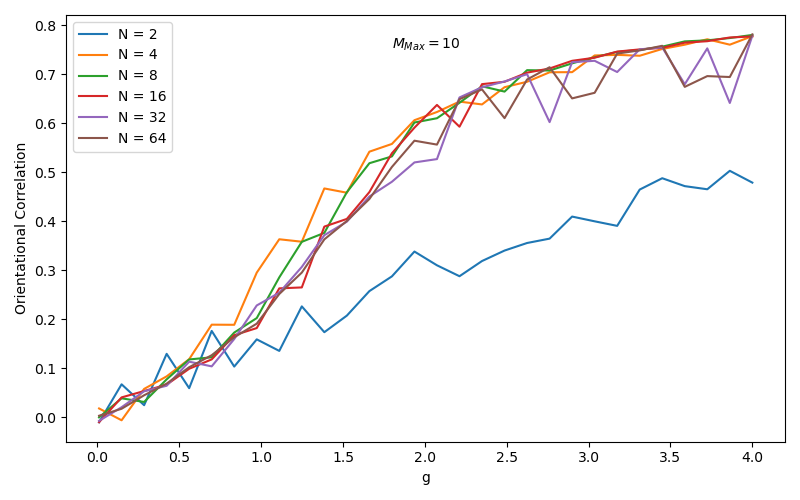 N = 2
N = 4
N = 8
N = 16
N = 32
N = 64
M_{Max} = 10
Orientational Correlation
0.8
0.7
0.6
0.5
0.4
0.3
0.2
0.1
0.0
0.0 0.5 1.0 1.5 2.0 2.5 3.0 3.5 4.0
g